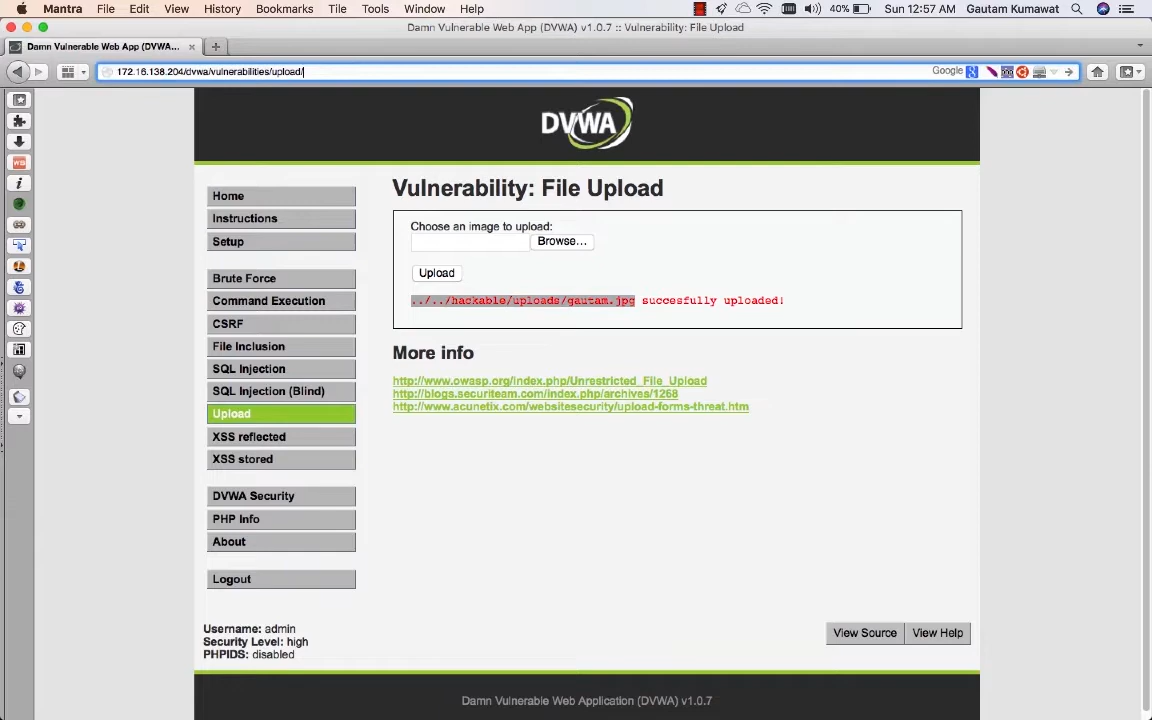 Mantra File Edit View History Bookmarks Tile Tools Window Help 40% Sun 12:57 AM Gautam Kumawat
Damn Vulnerable Web App (DVWA) v1.0.7 :: Vulnerability: File Upload
Damn Vulnerable Web App (DVWA...
172.16.138.204/dvwa/vulnerabilities/upload/ Google
DVWA
Vulnerability: File Upload
Choose an image to upload:
Browse...
Upload
../../hackable/uploads/gautam.jpg succesfully uploaded!
More info
http://www.owasp.org/index.php/Unrestricted_File_Upload
http://blogs.securiteam.com/index.php/archives/1268
http://www.acunetix.com/websitesecurity/upload-forms-threat.htm
Home
Instructions
Setup
Brute Force
Command Execution
CSRF
File Inclusion
SQL Injection
SQL Injection (Blind)
Upload
XSS reflected
XSS stored
DVWA Security
PHP Info
About
Logout
Username: admin
Security Level: high
PHPIDS: disabled
View Source View Help
Damn Vulnerable Web Application (DVWA) v1.0.7